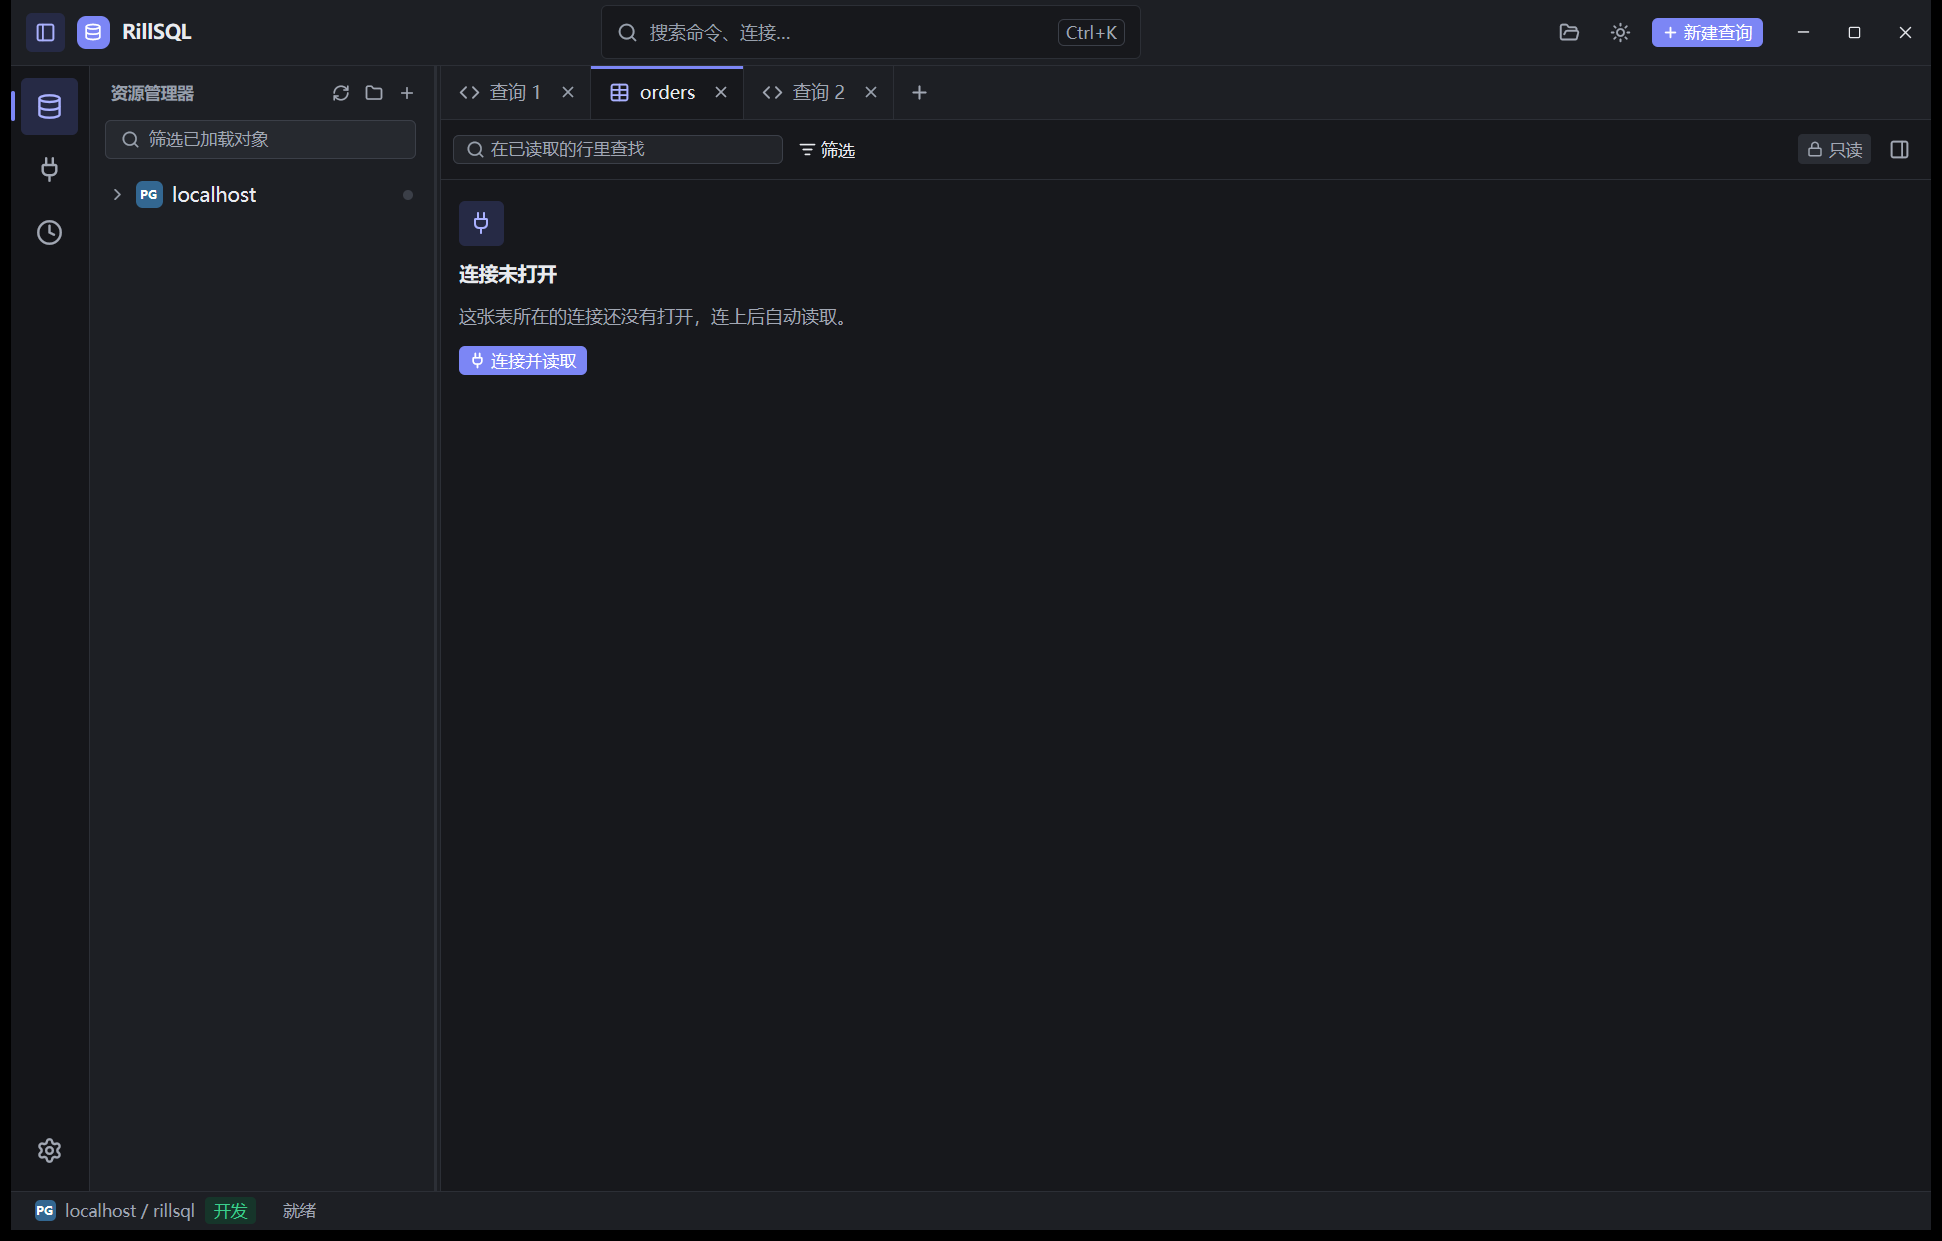 RillSQL
搜索命令、连接...
Ctrl+K
+ 新建查询
资源管理器
查询 1
orders
查询 2
筛选已加载对象
在已读取的行里查找
筛选
只读
PG localhost
连接未打开
这张表所在的连接还没有打开，连上后自动读取。
连接并读取
PG localhost / rillsql 开发 就绪